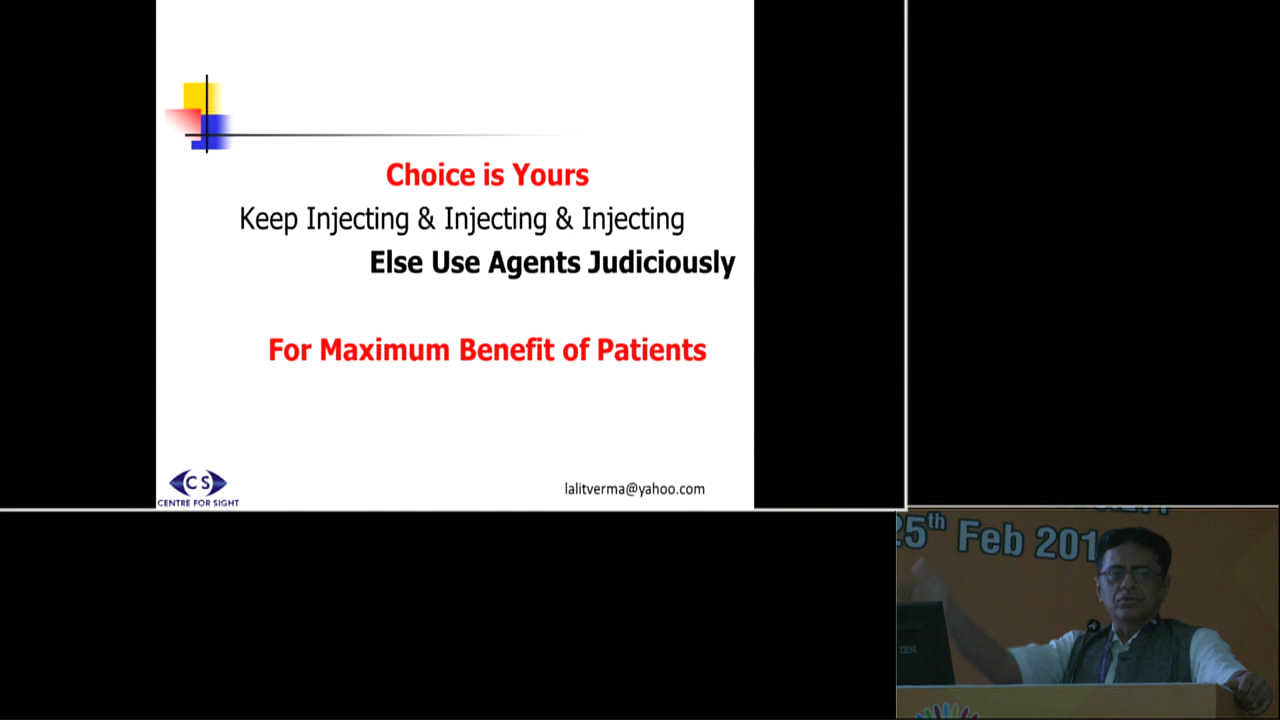 Choice is Yours
Keep Injecting & Injecting & Injecting
Else Use Agents Judiciously
For Maximum Benefit of Patients
CS
CENTRE FOR SIGHT
lalitverma@yahoo.com
25th Feb 201
IBM